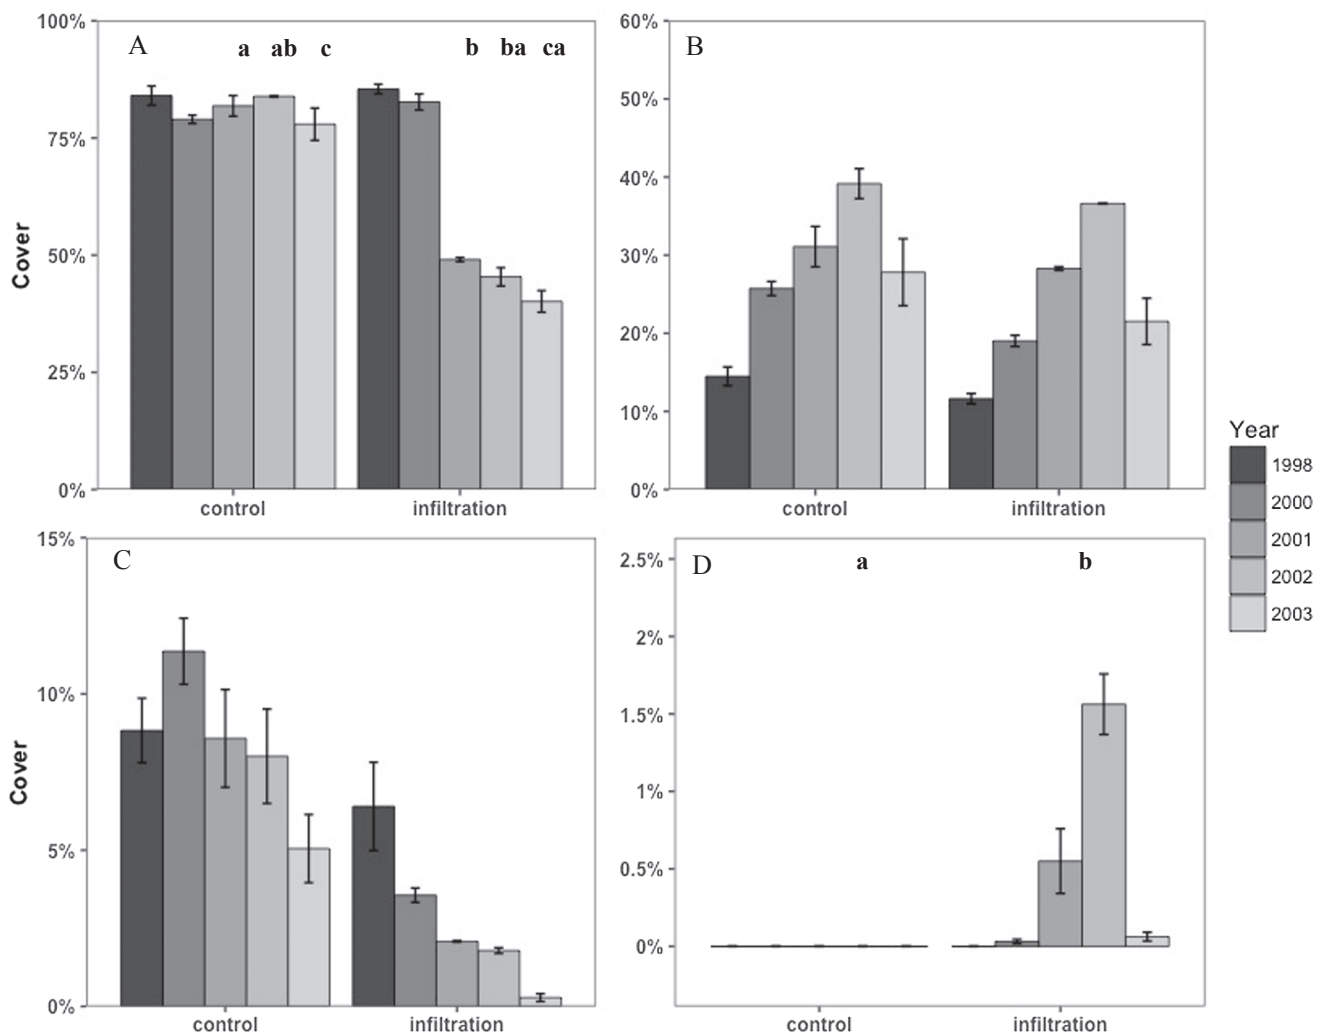 100%
A
a ab c
b ba ca
75%
50%
25%
0%
Cover
control
infiltration
60%
B
50%
40%
30%
20%
10%
0%
control
infiltration
Year
1998
2000
2001
2002
2003
15%
C
10%
5%
0%
Cover
control
infiltration
2.5%
D
a
b
2%
1.5%
1%
0.5%
0%
control
infiltration